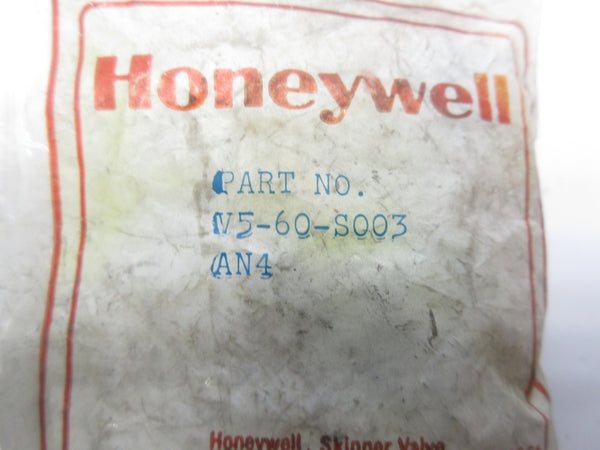 Honeywell
PART NO.
V5-60-S003
AN4
Honeywell, Skinner Valve